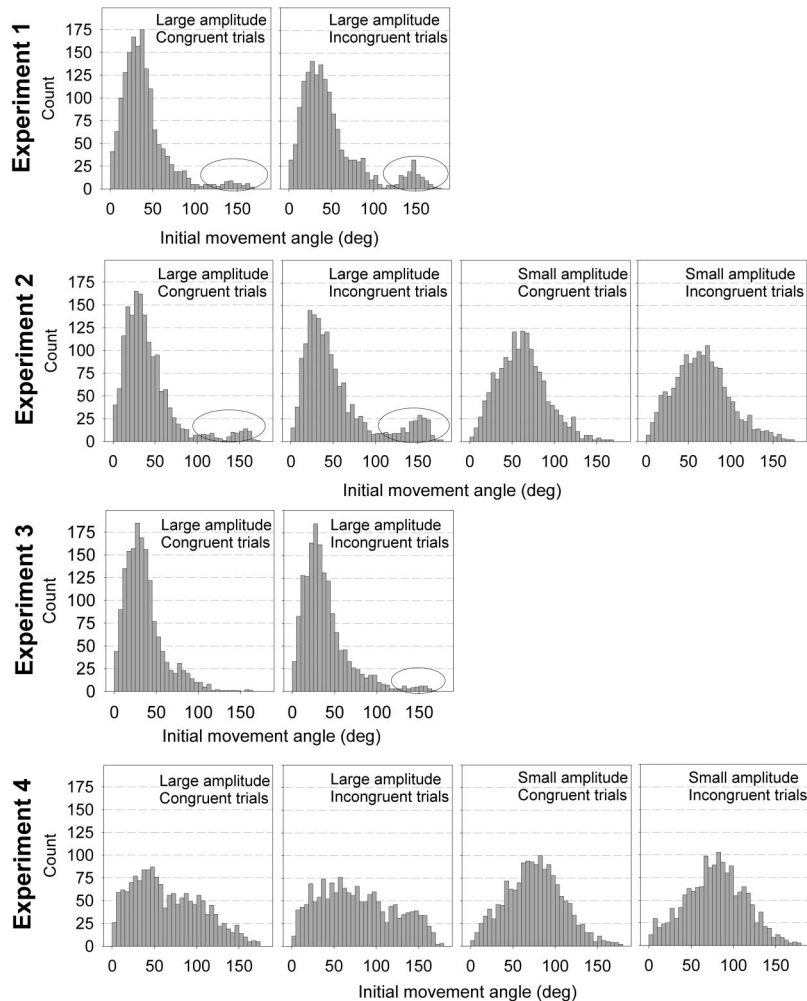 Experiment 1
Count
175
150
125
100
75
50
25
0
Large amplitude
Congruent trials
Large amplitude
Incongruent trials
0 50 100 150 0 50 100 150
Initial movement angle (deg)
Experiment 2
Count
175
150
125
100
75
50
25
0
Large amplitude
Congruent trials
Large amplitude
Incongruent trials
Small amplitude
Congruent trials
Small amplitude
Incongruent trials
0 50 100 150 0 50 100 150 0 50 100 150 0 50 100 150
Initial movement angle (deg)
Experiment 3
Count
175
150
125
100
75
50
25
0
Large amplitude
Congruent trials
Large amplitude
Incongruent trials
0 50 100 150 0 50 100 150
Initial movement angle (deg)
Experiment 4
Count
175
150
125
100
75
50
25
0
Large amplitude
Congruent trials
Large amplitude
Incongruent trials
Small amplitude
Congruent trials
Small amplitude
Incongruent trials
0 50 100 150 0 50 100 150 0 50 100 150 0 50 100 150
Initial movement angle (deg)